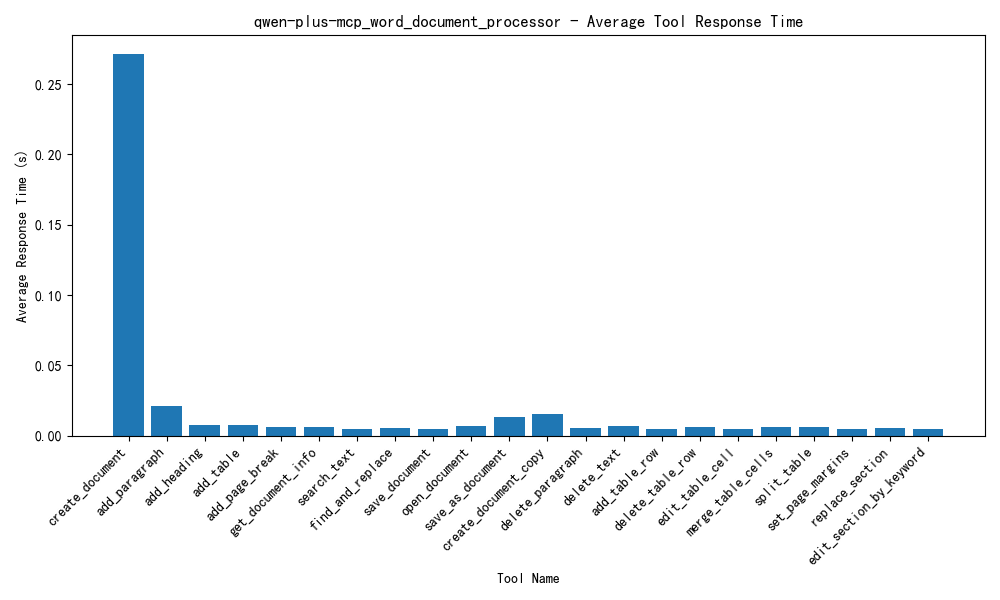 qwen-plus-mcp_word_document_processor - Average Tool Response Time
Average Response Time (s)
0.25
0.20
0.15
0.10
0.05
0.00
create_document
add_paragraph
add_heading
add_table
add_page_break
get_document_info
search_text
find_and_replace
save_document
open_document
save_as_document
create_document_copy
delete_paragraph
delete_text
add_table_row
delete_table_row
edit_table_cell
merge_table_cells
split_table
set_page_margins
replace_section
edit_section_by_keyword
Tool Name